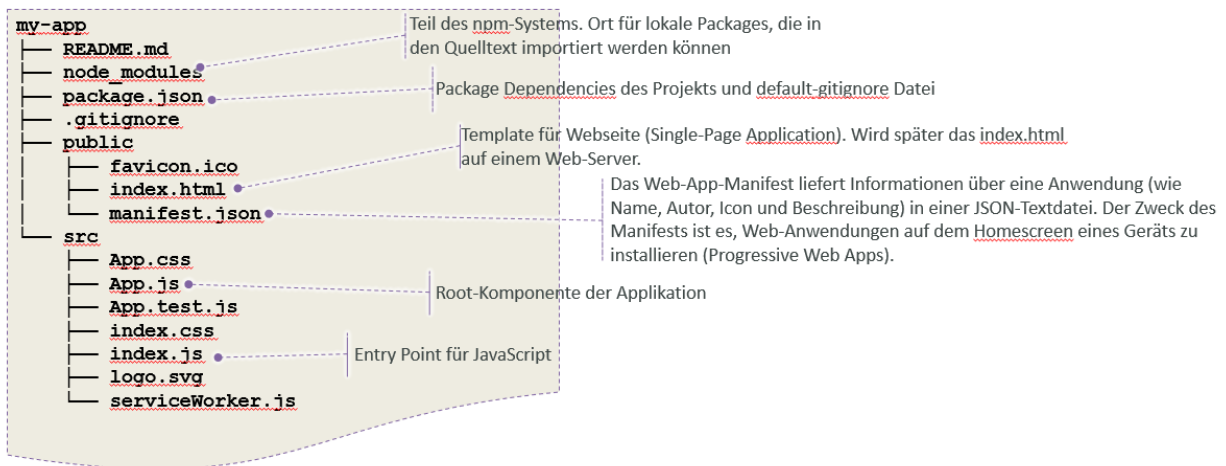 my-app
├── README.md
├── node_modules
├── package.json
├── .gitignore
├── public
│   ├── favicon.ico
│   ├── index.html
│   └── manifest.json
└── src
    ├── App.css
    ├── App.js
    ├── App.test.js
    ├── index.css
    ├── index.js
    ├── logo.svg
    └── serviceWorker.js
Teil des npm-Systems. Ort für lokale Packages, die in
den Quelltext importiert werden können
Package Dependencies des Projekts und default-gitignore Datei
Template für Webseite (Single-Page Application). Wird später das index.html
auf einem Web-Server.
Das Web-App-Manifest liefert Informationen über eine Anwendung (wie
Name, Autor, Icon und Beschreibung) in einer JSON-Textdatei. Der Zweck des
Manifests ist es, Web-Anwendungen auf dem Homescreen eines Geräts zu
installieren (Progressive Web Apps).
Root-Komponente der Applikation
Entry Point für JavaScript